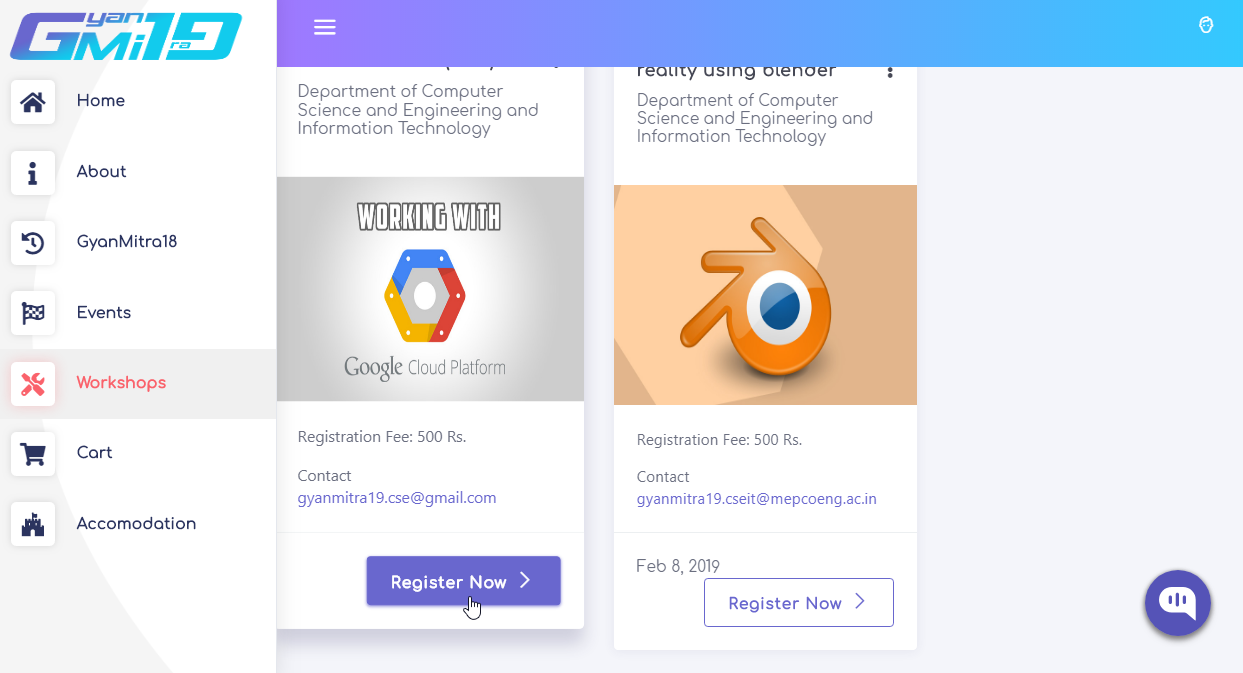 Gyan
GMi19
tra
Home
About
GyanMitra18
Events
Workshops
Cart
Accomodation
Department of Computer
Science and Engineering and
Information Technology
WORKING WITH
Google Cloud Platform
Registration Fee: 500 Rs.
Contact
gyanmitra19.cse@gmail.com
Register Now
reality using blender
Department of Computer
Science and Engineering and
Information Technology
Registration Fee: 500 Rs.
Contact
gyanmitra19.cseit@mepcoeng.ac.in
Feb 8, 2019
Register Now